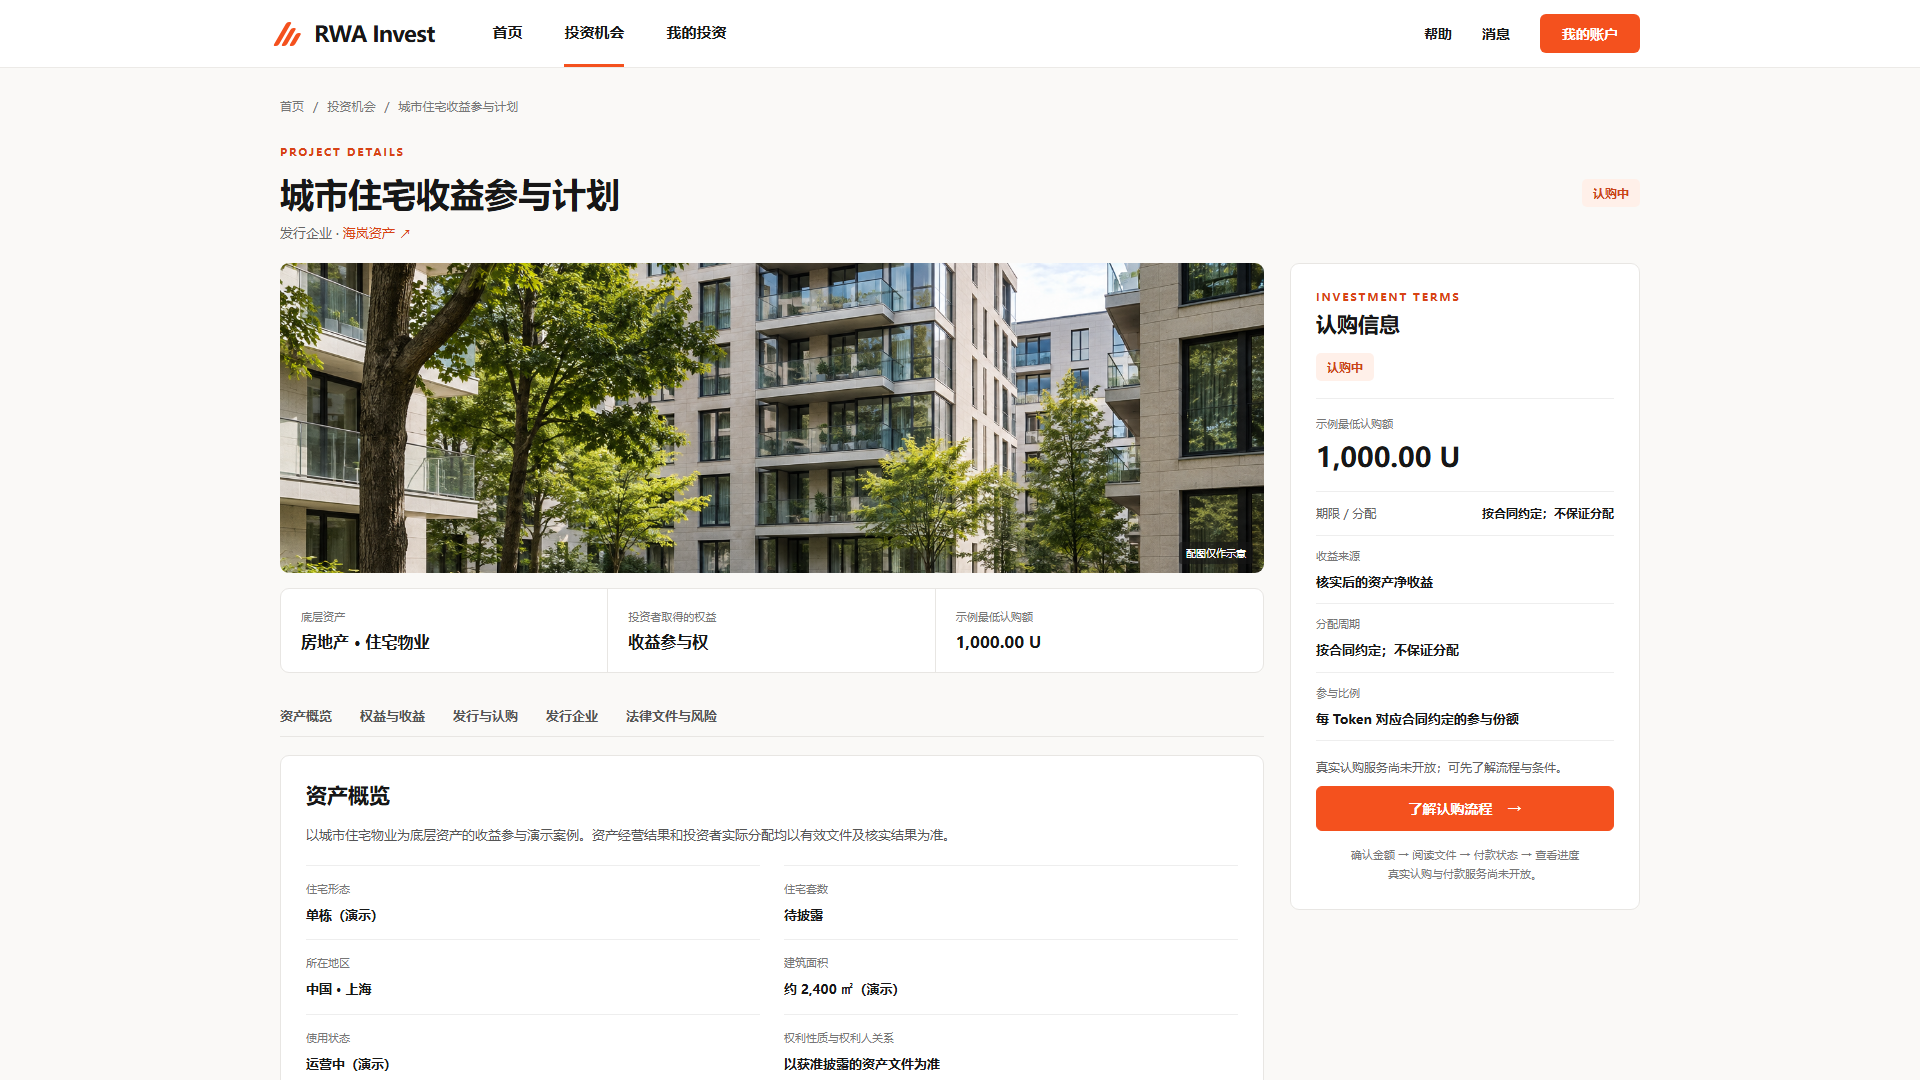 RWA Invest
首页
投资机会
我的投资
帮助
消息
我的账户
首页 / 投资机会 / 城市住宅收益参与计划
PROJECT DETAILS
城市住宅收益参与计划
认购中
发行企业 · 海岚资产 ↗
配图仅作示意
底层资产
房地产 • 住宅物业
投资者取得的权益
收益参与权
示例最低认购额
1,000.00 U
资产概览
权益与收益
发行与认购
发行企业
法律文件与风险
资产概览
以城市住宅物业为底层资产的收益参与演示案例。资产经营结果和投资者实际分配均以有效文件及核实结果为准。
住宅形态
单栋（演示）
住宅套数
待披露
所在地区
中国 • 上海
建筑面积
约 2,400 ㎡（演示）
使用状态
运营中（演示）
权利性质与权利人关系
以获准披露的资产文件为准
INVESTMENT TERMS
认购信息
认购中
示例最低认购额
1,000.00 U
期限 / 分配
按合同约定；不保证分配
收益来源
核实后的资产净收益
分配周期
按合同约定；不保证分配
参与比例
每 Token 对应合同约定的参与份额
真实认购服务尚未开放；可先了解流程与条件。
了解认购流程 →
确认金额 → 阅读文件 → 付款状态 → 查看进度
真实认购与付款服务尚未开放。